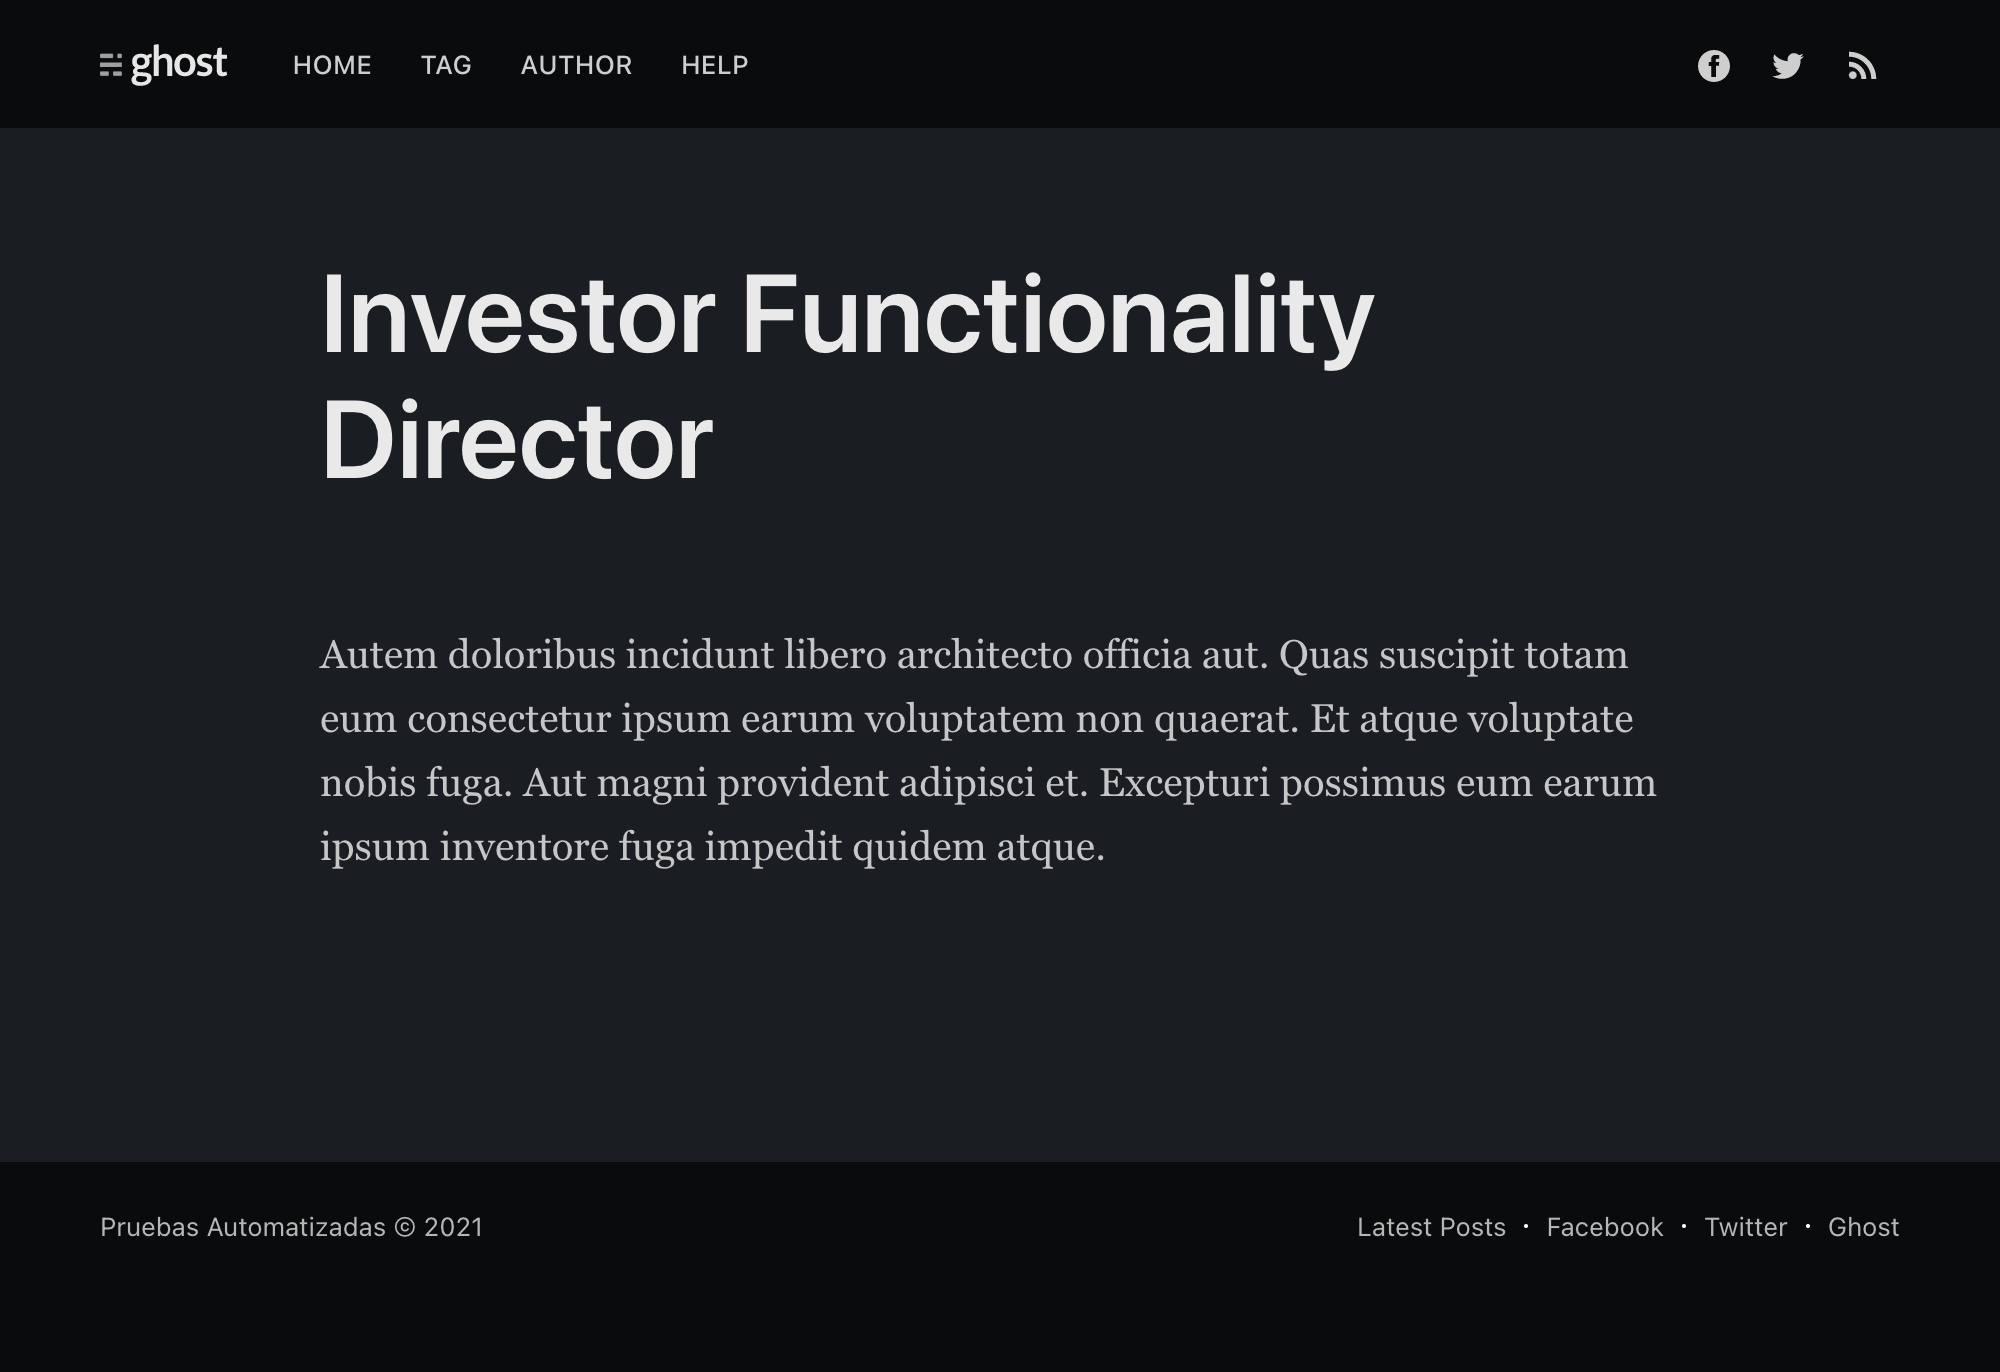 ghost HOME TAG AUTHOR HELP
Investor Functionality
Director
Autem doloribus incidunt libero architecto officia aut. Quas suscipit totam
eum consectetur ipsum earum voluptatem non quaerat. Et atque voluptate
nobis fuga. Aut magni provident adipisci et. Excepturi possimus eum earum
ipsum inventore fuga impedit quidem atque.
Pruebas Automatizadas © 2021 Latest Posts • Facebook • Twitter • Ghost